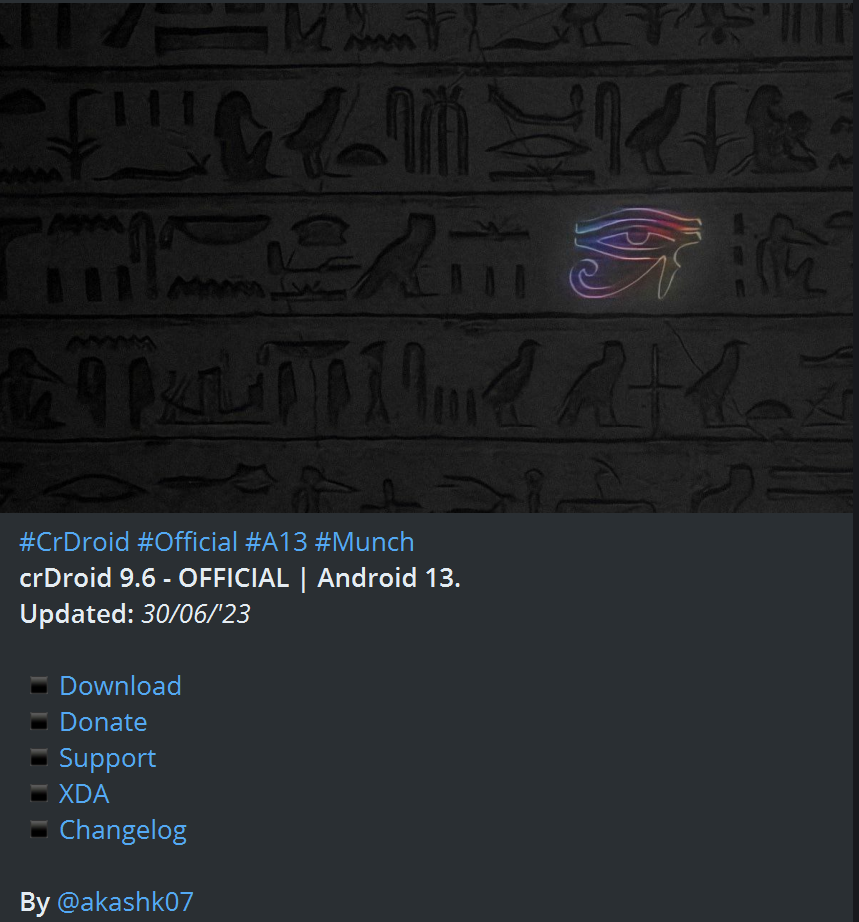 #CrDroid #Official #A13 #Munch
crDroid 9.6 - OFFICIAL | Android 13.
Updated: 30/06/'23
Download
Donate
Support
XDA
Changelog
By @akashk07